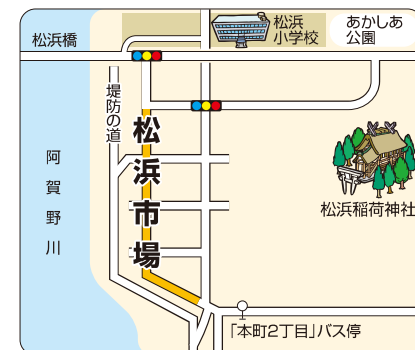 松浜橋
松浜
小学校
あかしあ
公園
堤防の道
松浜市場
阿賀野川
松浜稲荷神社
「本町2丁目」バス停